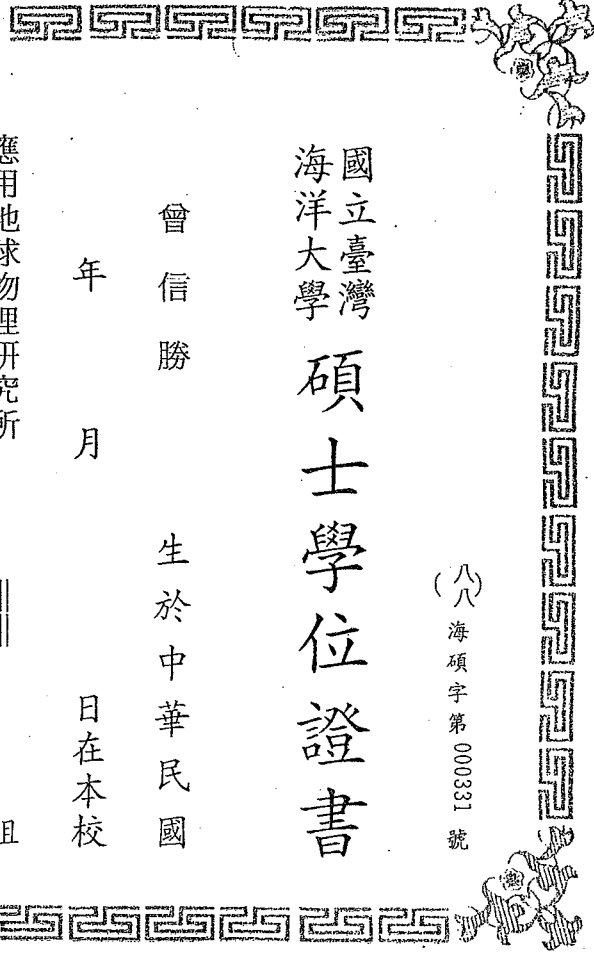 (八八)海碩字第000331號
國立臺灣
海洋大學
碩士學位證書
曾信勝 生於中華民國
年 月 日在本校
應用地球物理研究所 組